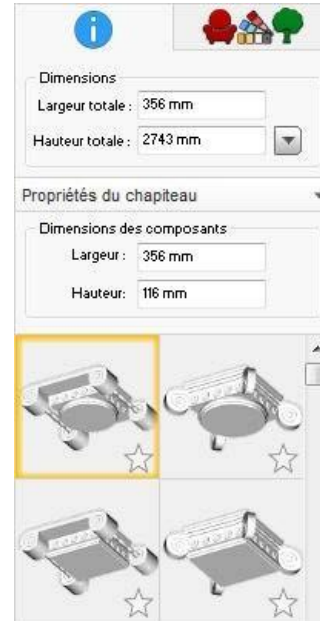 Dimensions
Largeur totale : 356 mm
Hauteur totale : 2743 mm
Propriétés du chapiteau
Dimensions des composants
Largeur : 356 mm
Hauteur: 116 mm